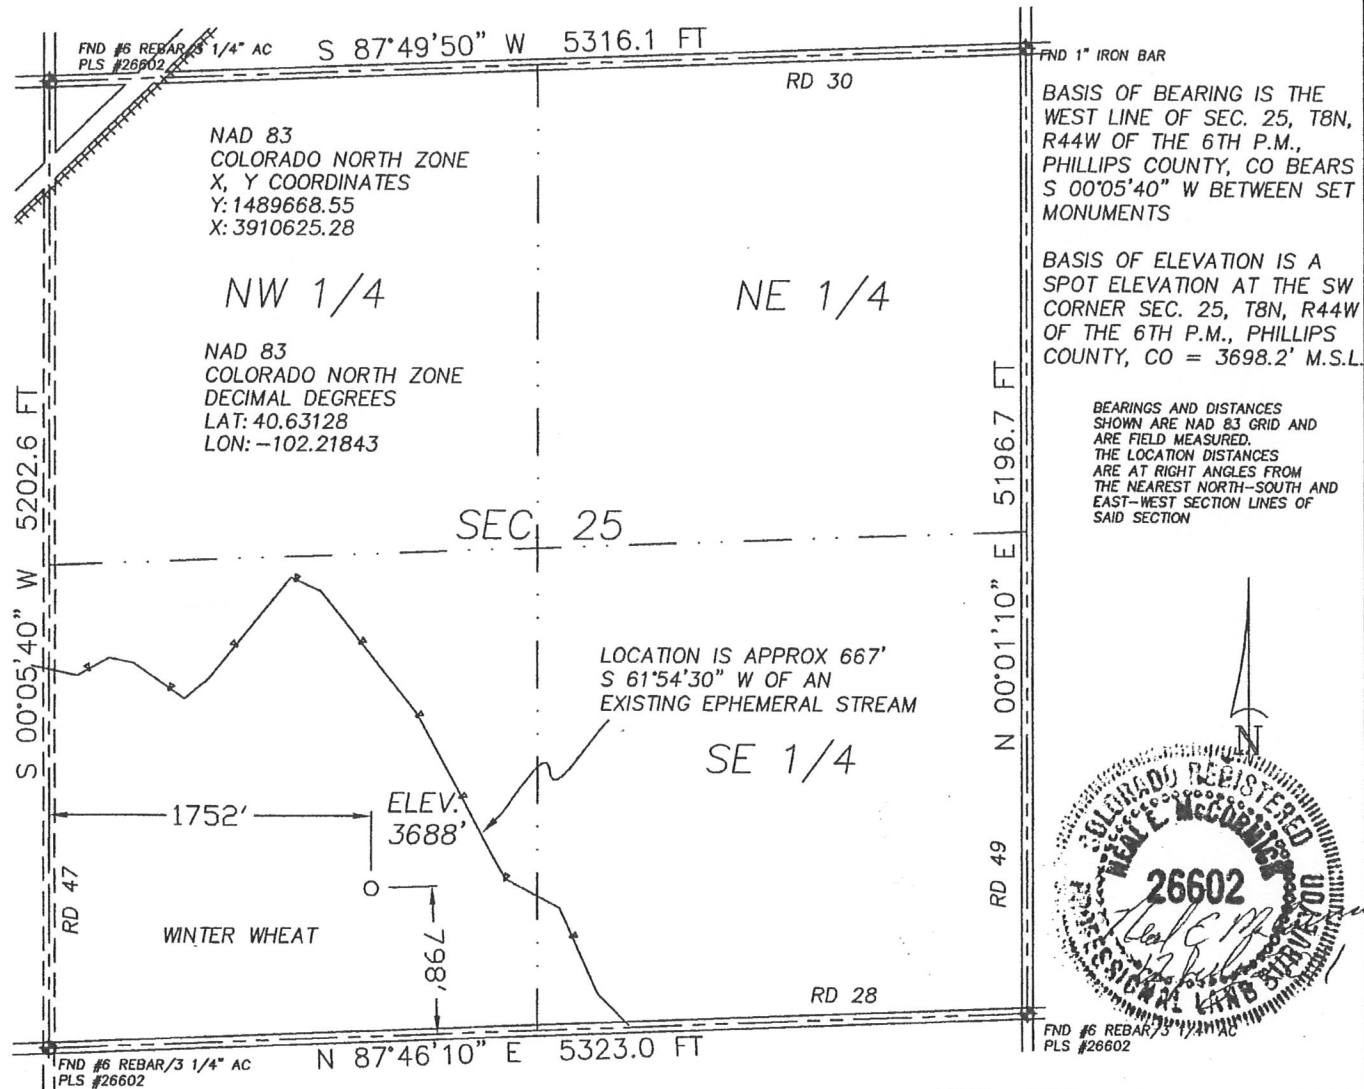 FND #6 REBAR/3 1/4" AC
PLS #26602
S 87°49'50" W 5316.1 FT
FND 1" IRON BAR
RD 30
NAD 83
COLORADO NORTH ZONE
X, Y COORDINATES
Y: 1489668.55
X: 3910625.28
NW 1/4
NE 1/4
NAD 83
COLORADO NORTH ZONE
DECIMAL DEGREES
LAT: 40.63128
LON: -102.21843
S 00°05'40" W 5202.6 FT
N 00°01'10" E 5196.7 FT
SEC. 25
LOCATION IS APPROX 667'
S 61°54'30" W OF AN
EXISTING EPHEMERAL STREAM
SE 1/4
1752'
ELEV.
3688'
798'
RD 47
WINTER WHEAT
RD 49
RD 28
N 87°46'10" E 5323.0 FT
FND #6 REBAR/3 1/4" AC
PLS #26602
BASIS OF BEARING IS THE
WEST LINE OF SEC. 25, T8N,
R44W OF THE 6TH P.M.,
PHILLIPS COUNTY, CO BEARS
S 00°05'40" W BETWEEN SET
MONUMENTS
BASIS OF ELEVATION IS A
SPOT ELEVATION AT THE SW
CORNER SEC. 25, T8N, R44W
OF THE 6TH P.M., PHILLIPS
COUNTY, CO = 3698.2' M.S.L.
BEARINGS AND DISTANCES
SHOWN ARE NAD 83 GRID AND
ARE FIELD MEASURED.
THE LOCATION DISTANCES
ARE AT RIGHT ANGLES FROM
THE NEAREST NORTH-SOUTH AND
EAST-WEST SECTION LINES OF
SAID SECTION
N
COLORADO REGISTERED
NEAL E. McCORMICK
26602
PROFESSIONAL LAND SURVEYOR
FND #6 REBAR/3 1/4" AC
PLS #26602